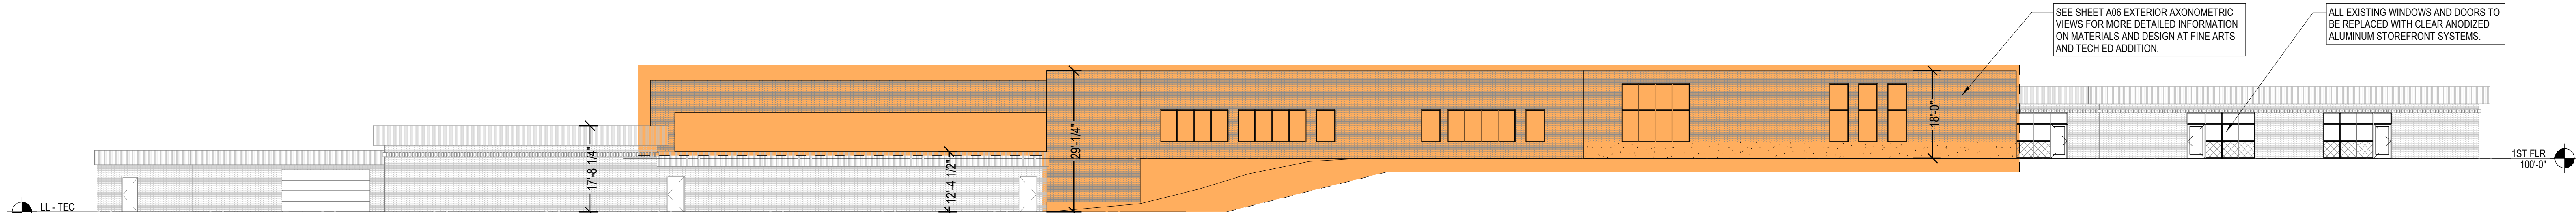 SEE SHEET A06 EXTERIOR AXONOMETRIC
VIEWS FOR MORE DETAILED INFORMATION
ON MATERIALS AND DESIGN AT FINE ARTS
AND TECH ED ADDITION.
ALL EXISTING WINDOWS AND DOORS TO
BE REPLACED WITH CLEAR ANODIZED
ALUMINUM STOREFRONT SYSTEMS.
17'-8 1/4"
12'-4 1/2"
29'-1/4"
18'-0"
1ST FLR
100'-0"
LL - TEC